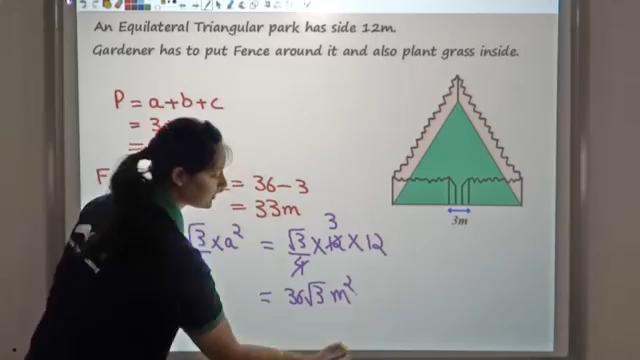 An Equilateral Triangular park has side 12m.
Gardener has to put Fence around it and also plant grass inside.
P = a+b+c
= 3
=
F = 36-3
= 33m
3
√3 × a² = √3/4 × 12 × 12
= 36√3 m²
3m